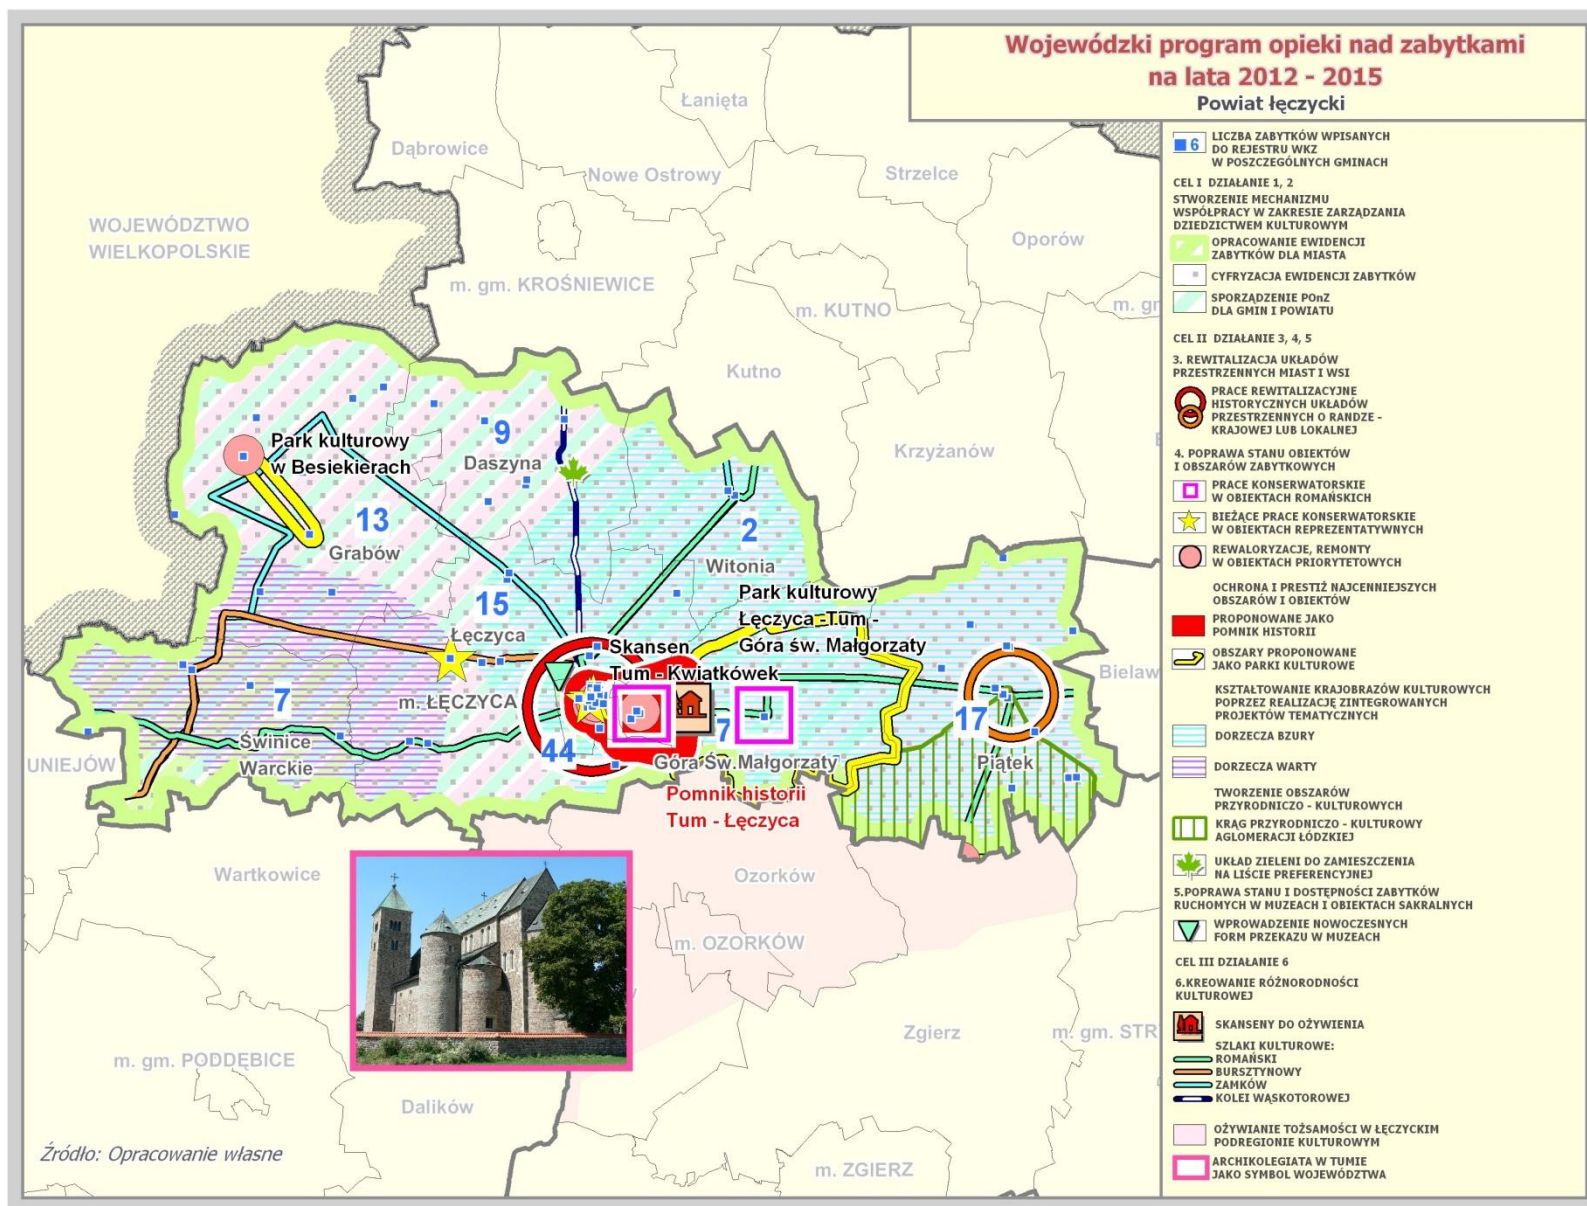 Wojewódzki program opieki nad zabytkami
na lata 2012 - 2015
Powiat łęczycki
Łanięta
Dąbrowice
Nowe Ostrowy
Strzelce
WOJEWÓDZTWO
WIELKOPOLSKIE
Oporów
m. gm. KROŚNIEWICE
m. KUTNO
m. gr
Kutno
Krzyżanów
Park kulturowy
w Besiekierach
9
Daszyna
13
Grabów
2
Witonia
15
Łęczyca
Park kulturowy
Łęczyca -Tum -
Góra św. Małgorzaty
Skansen
Tum - Kwiatkówek
Bielaw
m. ŁĘCZYCA
7
44
7
17
Świnice
Warckie
UNIEJÓW
Góra Św.Małgorzaty
Piątek
Pomnik historii
Tum - Łęczyca
Wartkowice
Ozorków
m. OZORKÓW
Zgierz
m. gm. STR
m. gm. PODDĘBICE
Dalików
m. ZGIERZ
Źródło: Opracowanie własne
6
LICZBA ZABYTKÓW WPISANYCH
DO REJESTRU WKZ
W POSZCZEGÓLNYCH GMINACH
CEL I DZIAŁANIE 1, 2
STWORZENIE MECHANIZMU
WSPÓŁPRACY W ZAKRESIE ZARZĄDZANIA
DZIEDZICTWEM KULTUROWYM
OPRACOWANIE EWIDENCJI
ZABYTKÓW DLA MIASTA
CYFRYZACJA EWIDENCJI ZABYTKÓW
SPORZĄDZENIE POnZ
DLA GMIN I POWIATU
CEL II DZIAŁANIE 3, 4, 5
3. REWITALIZACJA UKŁADÓW
PRZESTRZENNYCH MIAST I WSI
PRACE REWITALIZACYJNE
HISTORYCZNYCH UKŁADÓW
PRZESTRZENNYCH O RANDZE -
KRAJOWEJ LUB LOKALNEJ
4. POPRAWA STANU OBIEKTÓW
I OBSZARÓW ZABYTKOWYCH
PRACE KONSERWATORSKIE
W OBIEKTACH ROMAŃSKICH
BIEŻĄCE PRACE KONSERWATORSKIE
W OBIEKTACH REPREZENTATYWNYCH
REWALORYZACJE, REMONTY
W OBIEKTACH PRIORYTETOWYCH
OCHRONA I PRESTIŻ NAJCENNIEJSZYCH
OBSZARÓW I OBIEKTÓW
PROPONOWANE JAKO
POMNIK HISTORII
OBSZARY PROPONOWANE
JAKO PARKI KULTUROWE
KSZTAŁTOWANIE KRAJOBRAZÓW KULTUROWYCH
POPRZEZ REALIZACJĘ ZINTEGROWANYCH
PROJEKTÓW TEMATYCZNYCH
DORZECZA BZURY
DORZECZA WARTY
TWORZENIE OBSZARÓW
PRZYRODNICZO - KULTUROWYCH
KRĄG PRZYRODNICZO - KULTUROWY
AGLOMERACJI ŁÓDZKIEJ
UKŁAD ZIELENI DO ZAMIESZCZENIA
NA LIŚCIE PREFERENCYJNEJ
5.POPRAWA STANU I DOSTĘPNOŚCI ZABYTKÓW
RUCHOMYCH W MUZEACH I OBIEKTACH SAKRALNYCH
WPROWADZENIE NOWOCZESNYCH
FORM PRZEKAZU W MUZEACH
CEL III DZIAŁANIE 6
6.KREOWANIE RÓŻNORODNOŚCI
KULTUROWEJ
SKANSENY DO OŻYWIENIA
SZLAKI KULTUROWE:
ROMAŃSKI
BURSZTYNOWY
ZAMKÓW
KOLEI WĄSKOTOROWEJ
OŻYWIANIE TOŻSAMOŚCI W ŁĘCZYCKIM
PODREGIONIE KULTUROWYM
ARCHIKOLEGIATA W TUMIE
JAKO SYMBOL WOJEWÓDZTWA